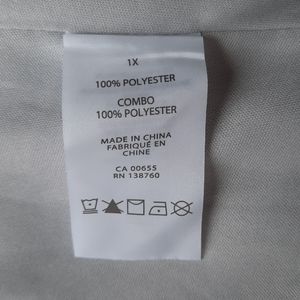 1X
100% POLYESTER
COMBO
100% POLYESTER
MADE IN CHINA
FABRIQUÉ EN
CHINE
CA 00655
RN 138760